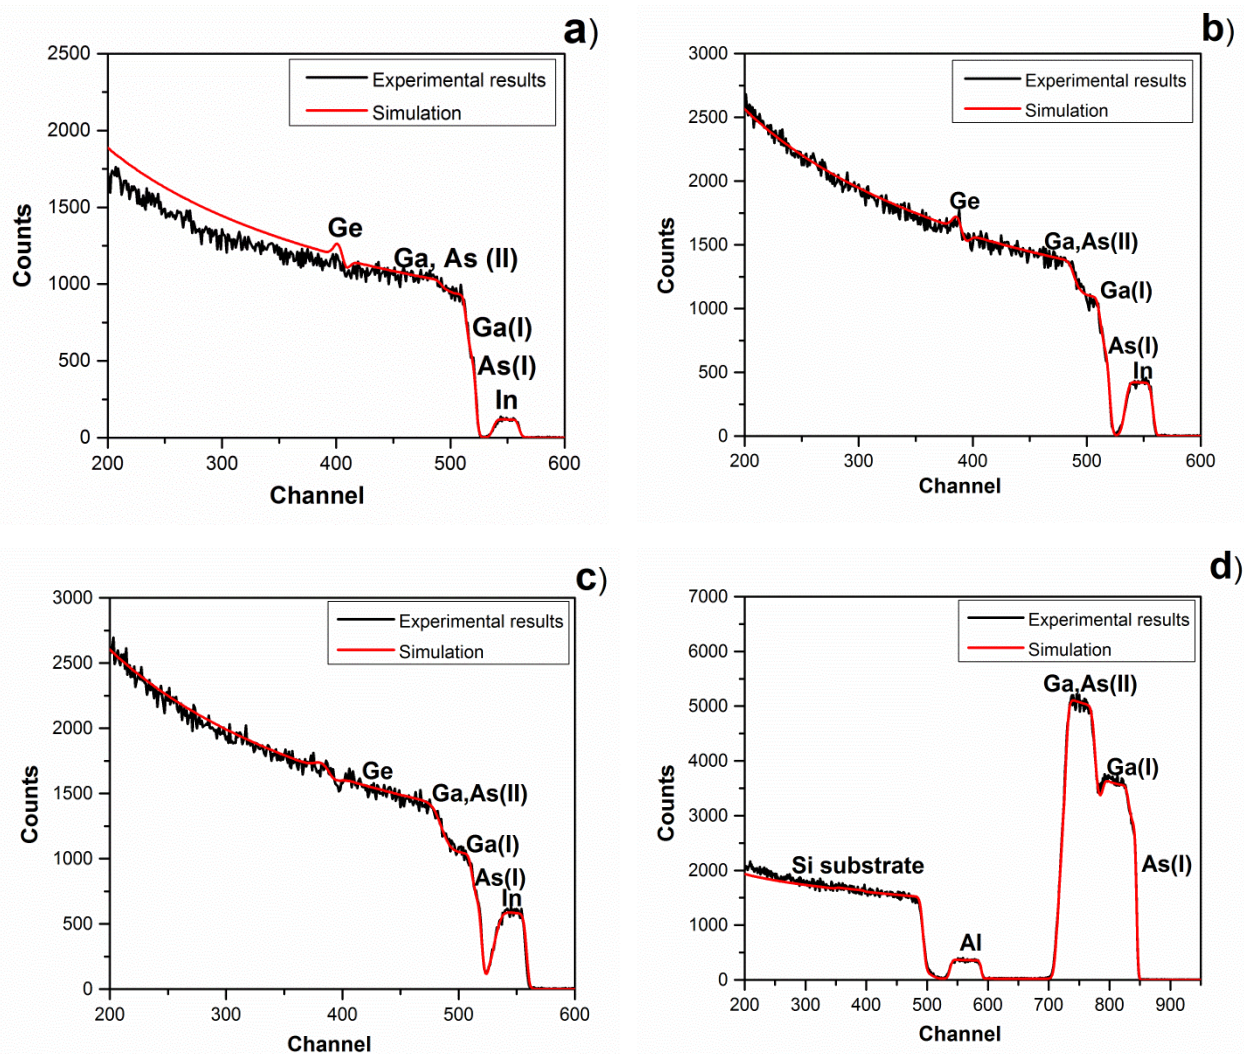 a)
2500
2000
1500
1000
500
0
Counts
Experimental results
Simulation
Ge
Ga, As (II)
Ga(I)
As(I)
In
200
300
400
500
600
Channel
b)
3000
2500
2000
1500
1000
500
0
Counts
Experimental results
Simulation
Ge
Ga,As(II)
Ga(I)
As(I)
In
200
300
400
500
600
Channel
c)
3000
2500
2000
1500
1000
500
0
Counts
Experimental results
Simulation
Ge
Ga,As(II)
Ga(I)
As(I)
In
200
300
400
500
600
Channel
d)
7000
6000
5000
4000
3000
2000
1000
0
Counts
Experimental results
Simulation
Ga,As(II)
Ga(I)
Si substrate
As(I)
Al
200
300
400
500
600
700
800
900
Channel